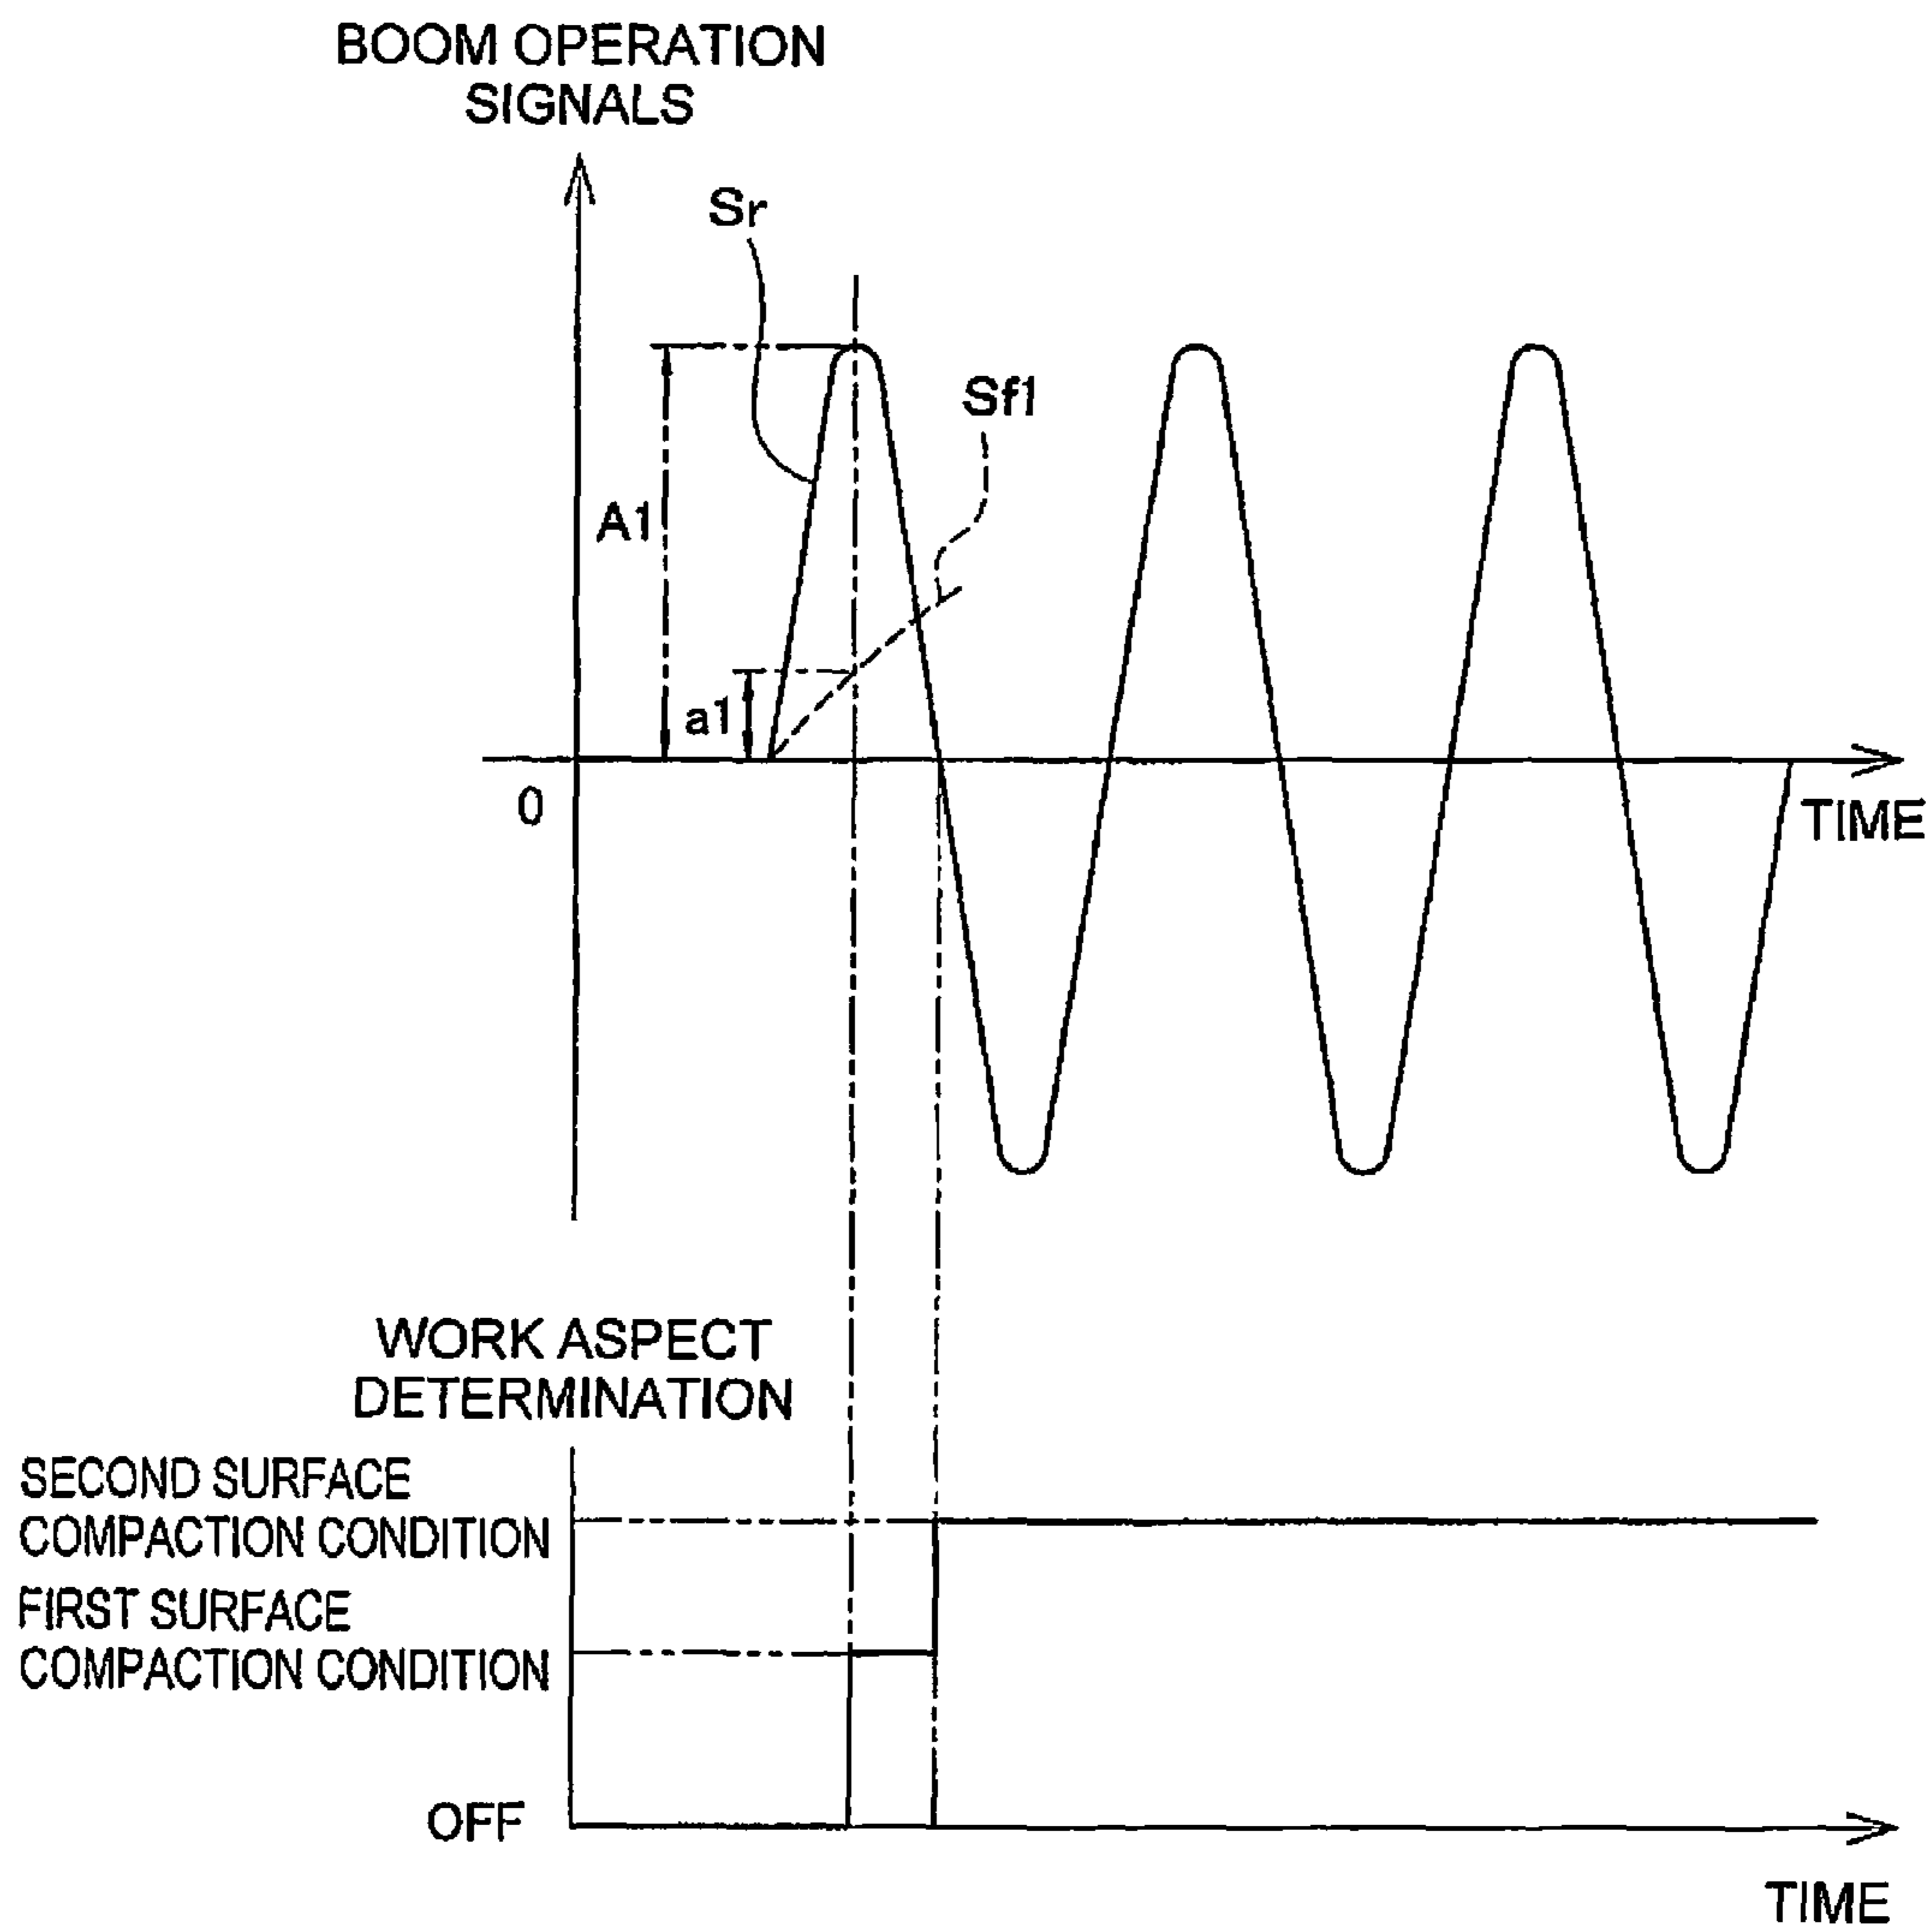 BOOM OPERATION
SIGNALS
Sr
Sf1
A1
a1
0
TIME
WORK ASPECT
DETERMINATION
SECOND SURFACE
COMPACTION CONDITION
FIRST SURFACE
COMPACTION CONDITION
OFF
TIME